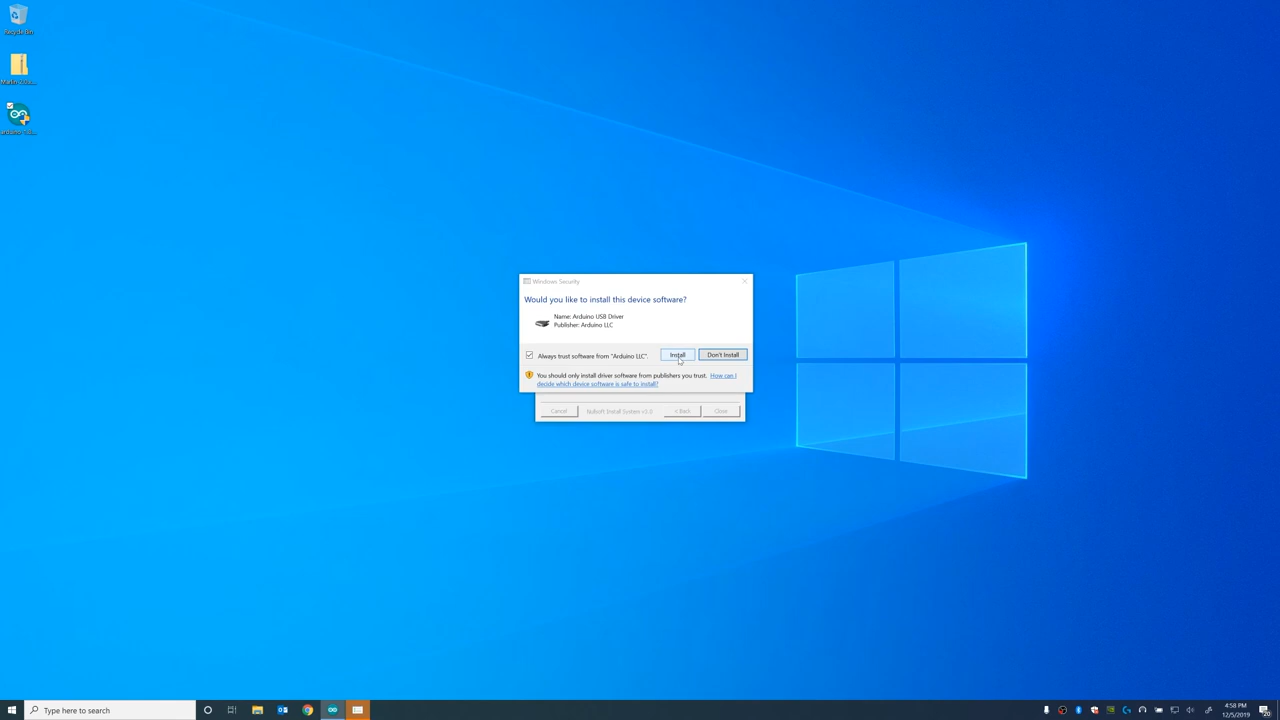 Recycle Bin
Windows Security
Would you like to install this device software?
Name: Arduino USB Driver
Publisher: Arduino LLC
Always trust software from "Arduino LLC".
Install
Don't Install
You should only install driver software from publishers you trust. How can I
decide which device software is safe to install?
Cancel
Nullsoft Install System v3.0
< Back
Close
Type here to search
4:58 PM
12/5/2019
20